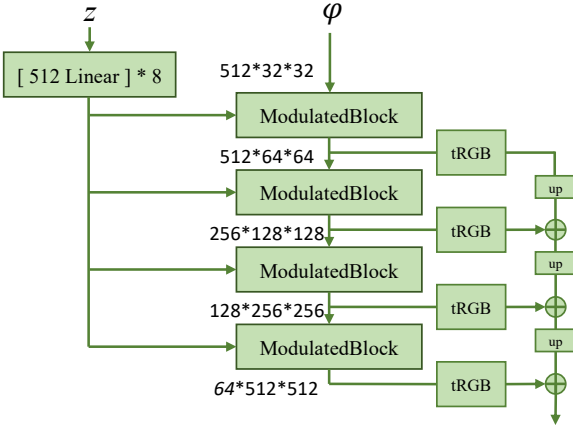 z
φ
[ 512 Linear ] * 8
512*32*32
ModulatedBlock
512*64*64
tRGB
up
ModulatedBlock
256*128*128
tRGB
up
ModulatedBlock
128*256*256
tRGB
up
ModulatedBlock
64*512*512
tRGB